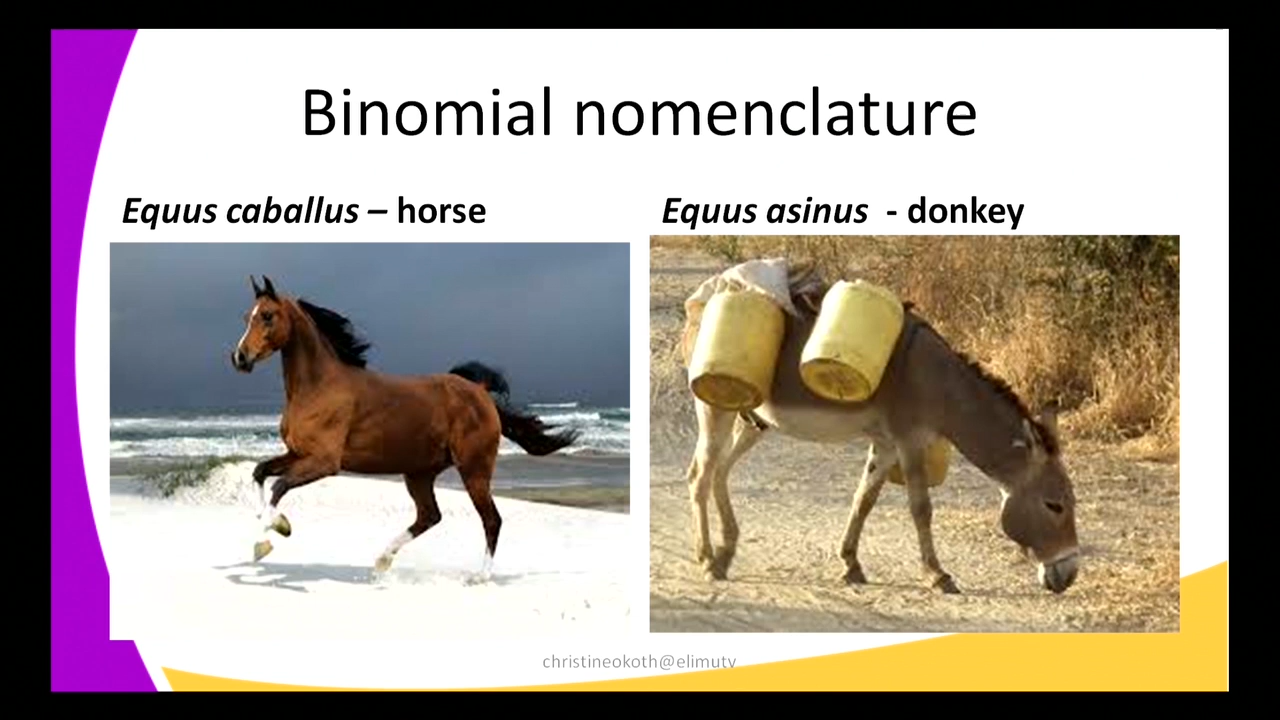 Binomial nomenclature
Equus caballus – horse
Equus asinus - donkey
christineokoth@elimutv